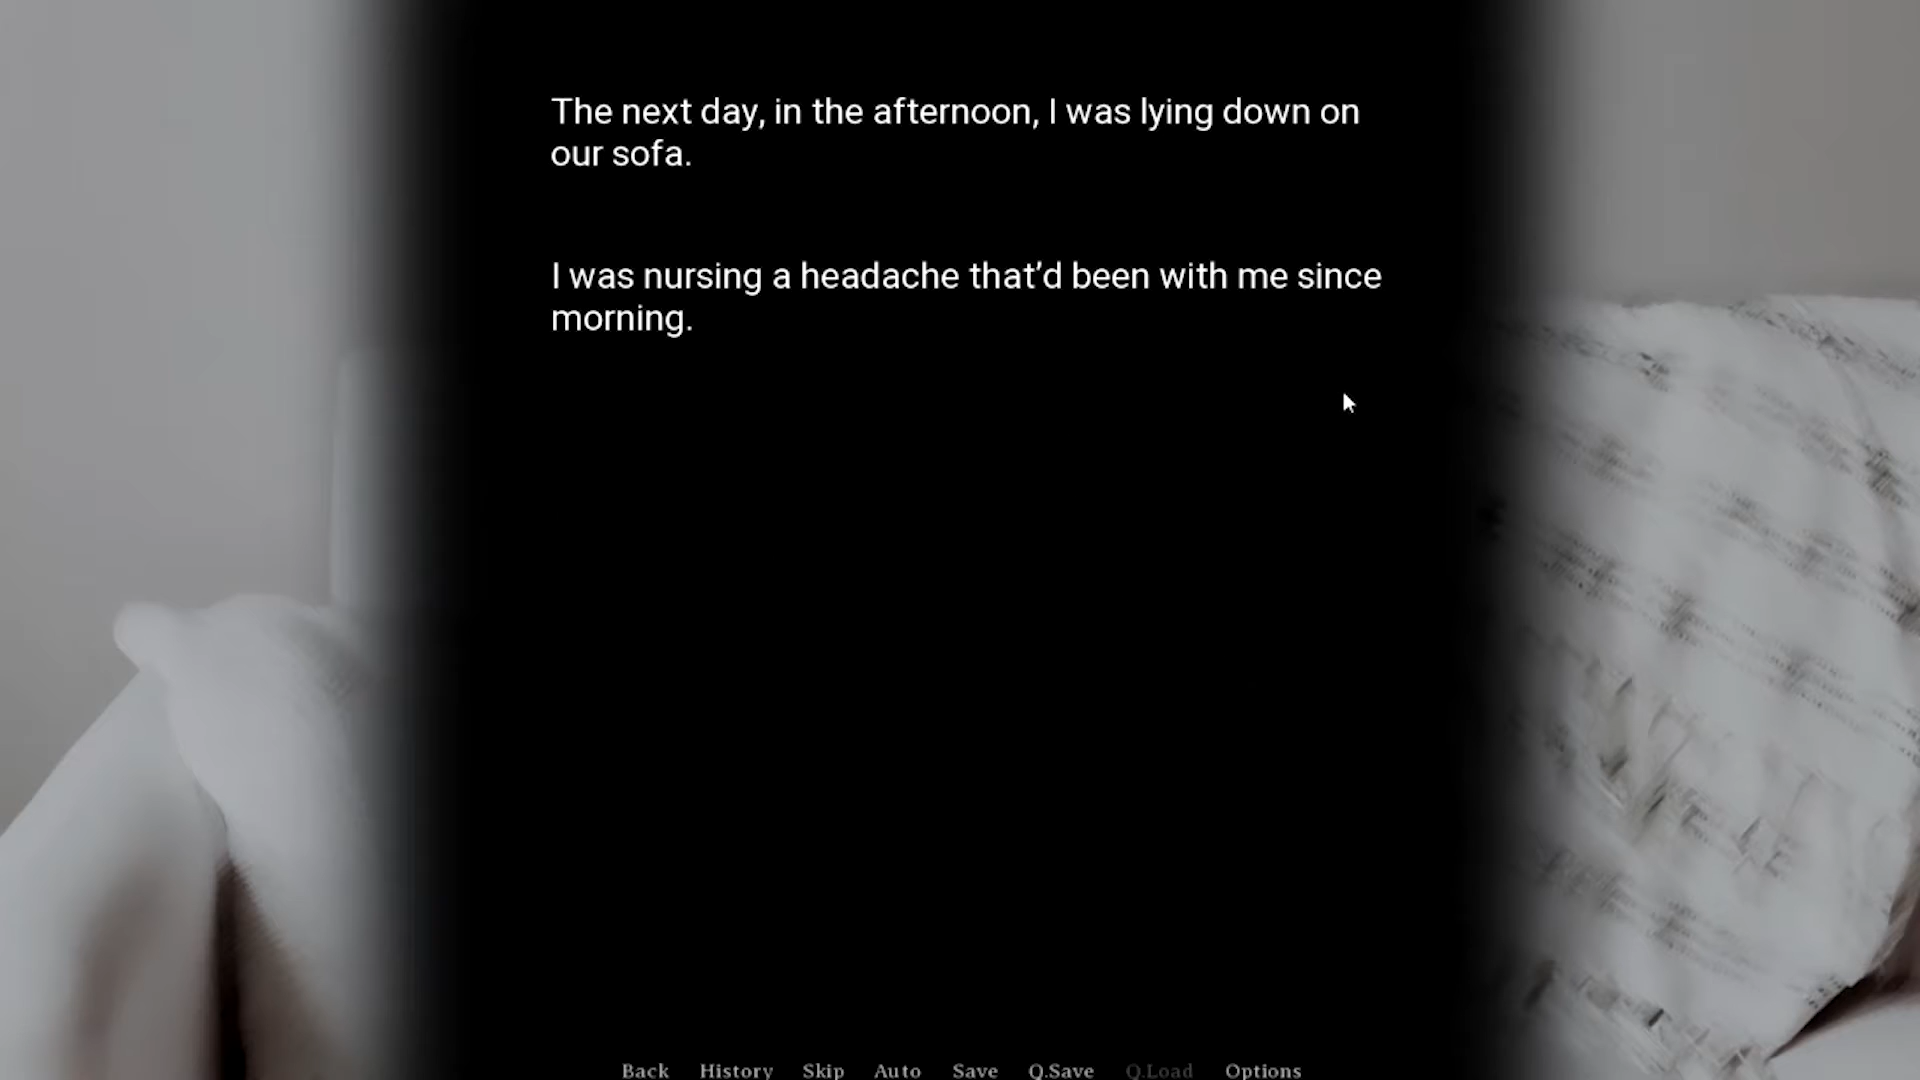 The next day, in the afternoon, I was lying down on
our sofa.
I was nursing a headache that’d been with me since
morning.
Back History Skip Auto Save Q.Save Q.Load Options